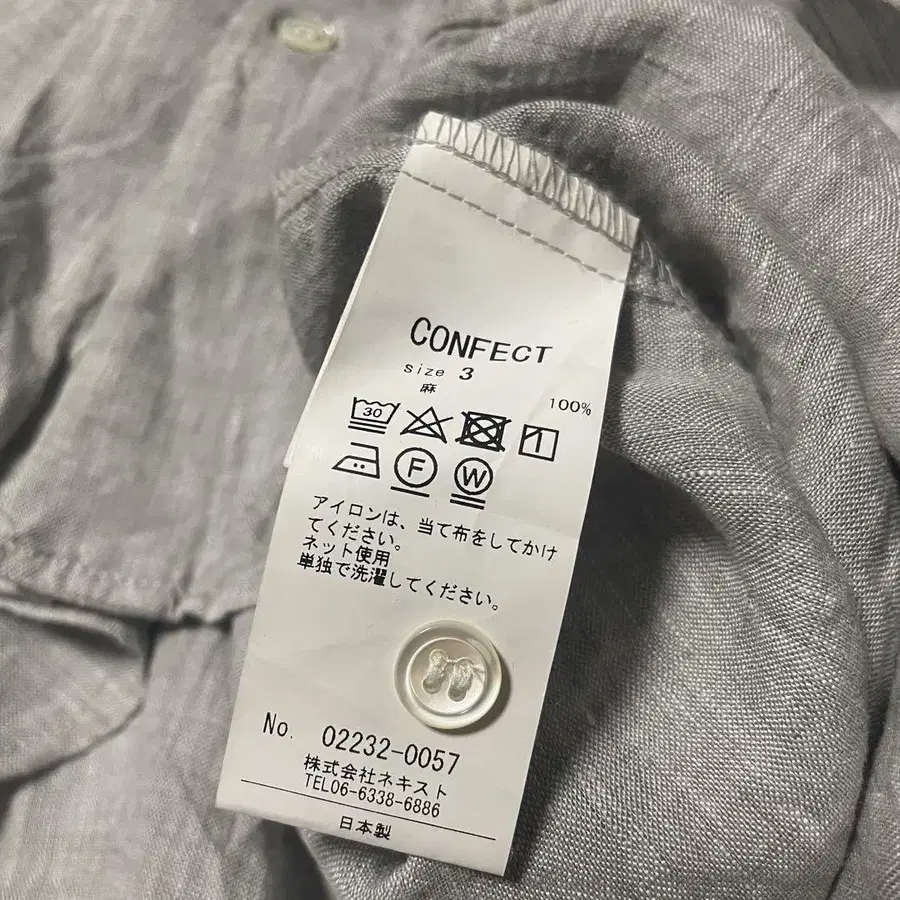 CONFECT
size 3
麻 100%
30
F W
アイロンは、当て布をしてかけ
てください。
ネット使用
単独で洗濯してください。
No. 02232-0057
株式会社ネキスト
TEL06-6338-6886
日本製